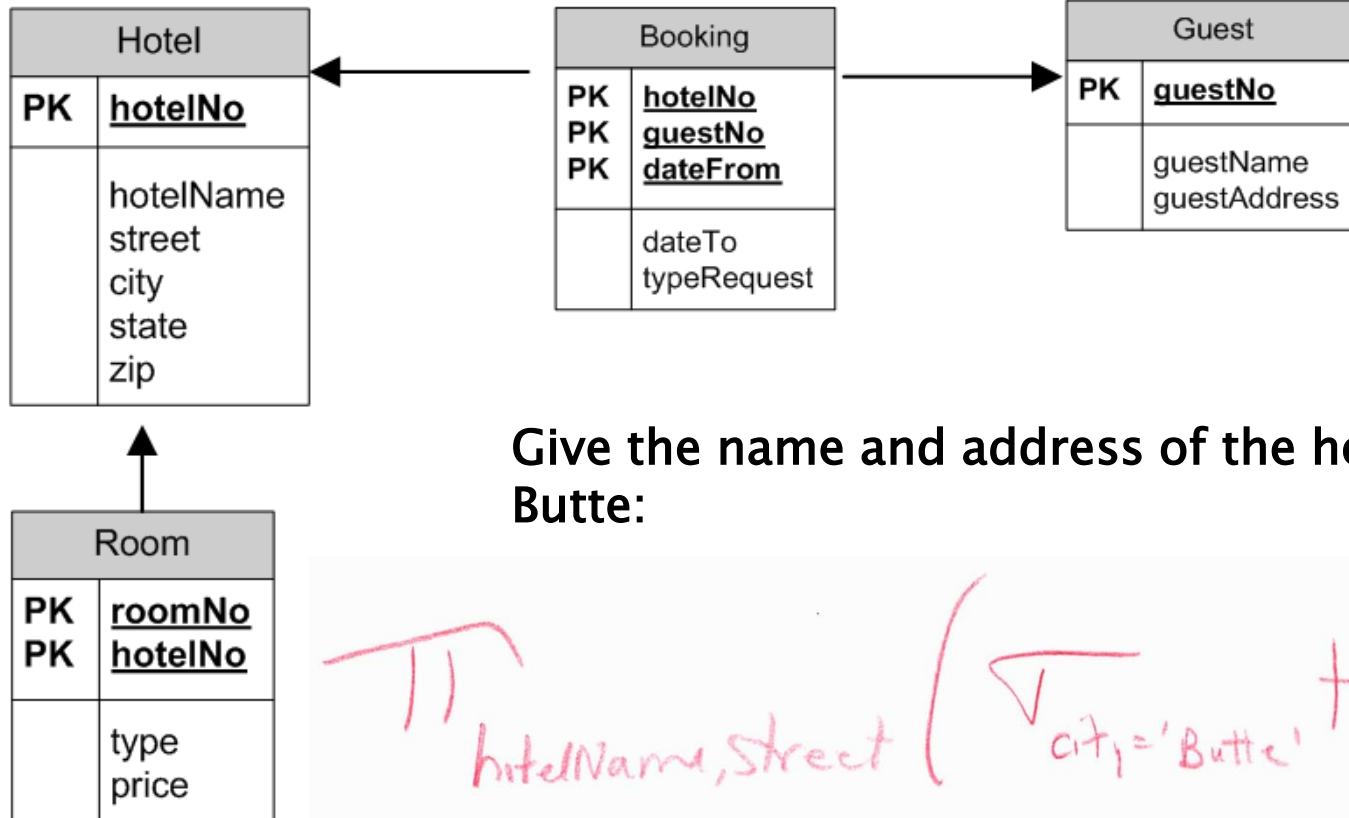 Hotel
PK hotelNo
hotelName
street
city
state
zip
Booking
PK hotelNo
PK guestNo
PK dateFrom
dateTo
typeRequest
Guest
PK guestNo
guestName
guestAddress
Room
PK roomNo
PK hotelNo
type
price
Give the name and address of the
Butte:
π hotelName, street ( σ city = 'Butte'